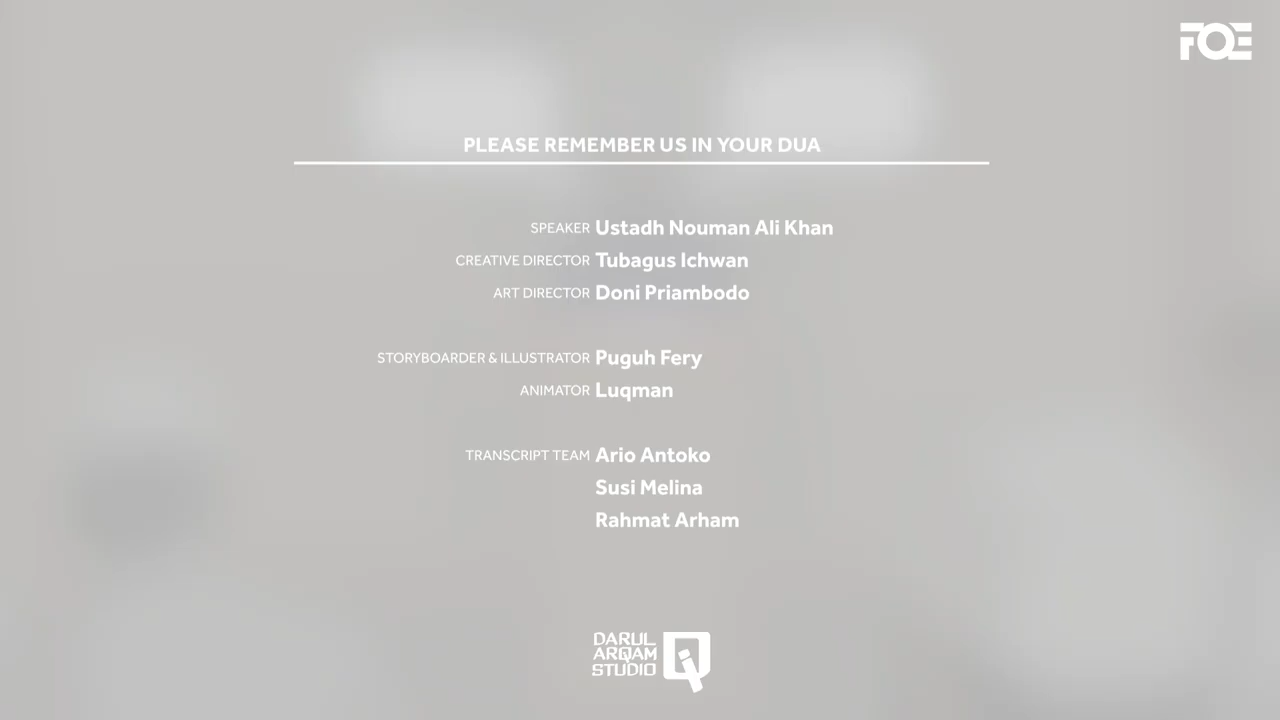 FQE
PLEASE REMEMBER US IN YOUR DUA
SPEAKER Ustadh Nouman Ali Khan
CREATIVE DIRECTOR Tubagus Ichwan
ART DIRECTOR Doni Priambodo
STORYBOARDER & ILLUSTRATOR Puguh Fery
ANIMATOR Luqman
TRANSCRIPT TEAM Ario Antoko
Susi Melina
Rahmat Arham
DARUL
ARQAM
STUDIO